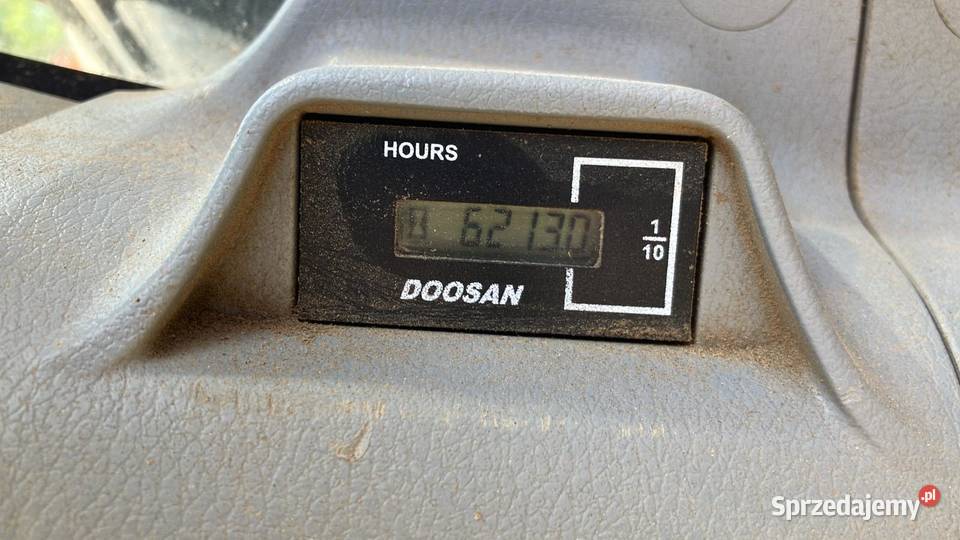 HOURS
62130
1
10
DOOSAN
Sprzedajemy.pl